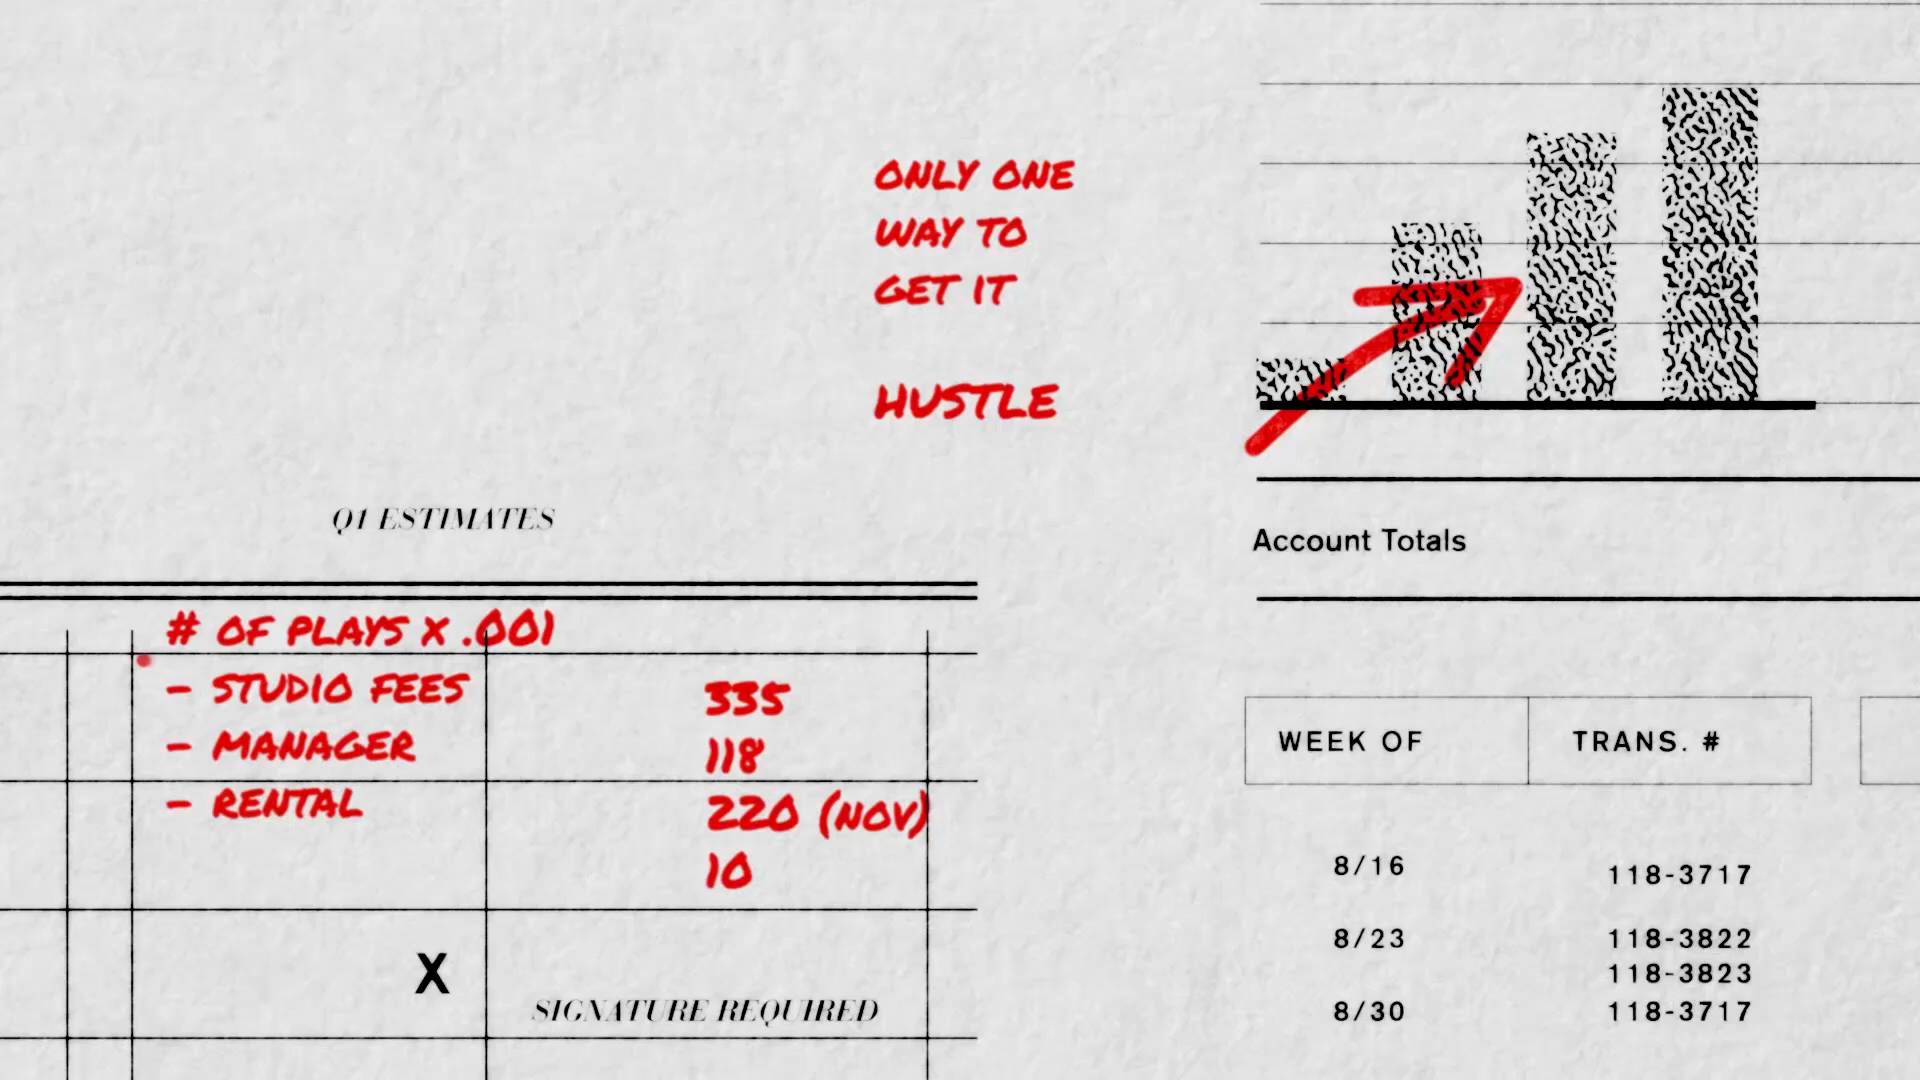 ONLY ONE
WAY TO
GET IT
HUSTLE
Q1 ESTIMATES
# OF PLAYS X .001
- STUDIO FEES
- MANAGER
- RENTAL
335
118
220 (NOV)
10
X
SIGNATURE REQUIRED
Account Totals
WEEK OF TRANS. #
8/16 118-3717
8/23 118-3822
118-3823
8/30 118-3717